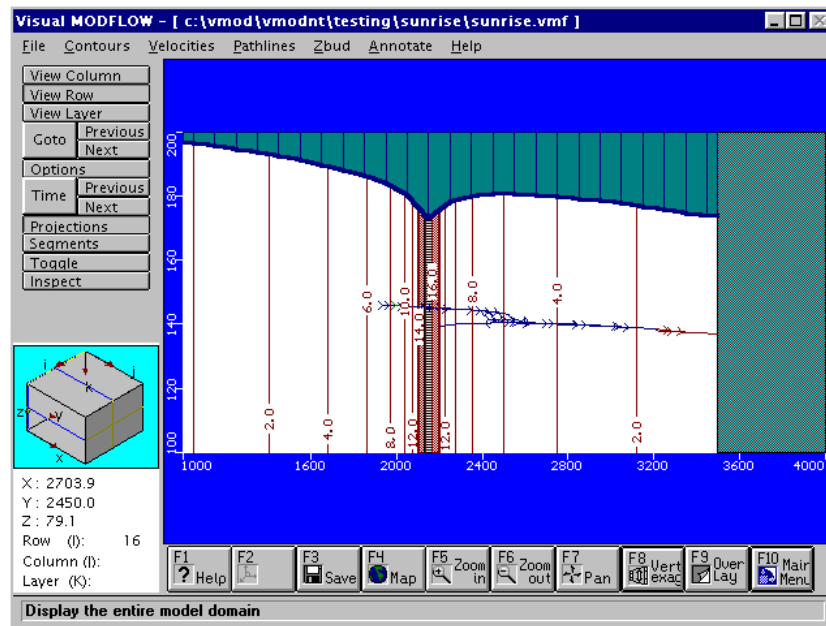 Visual MODFLOW - [ c:\vmod\vmodnt\testing\sunrise\sunrise.vmf ]
File Contours Velocities Pathlines Zbud Annotate Help
View Column
View Row
View Layer
Goto Previous
Next
Options
Time Previous
Next
Projections
Segments
Toggle
Inspect
200
180
160
140
120
100
6.0
10.0
14.0
16.0
8.0
4.0
2.0
4.0
8.0
12.0
12.0
2.0
1000 1600 2000 2400 2800 3200 3600 4000
i j
k
z y
x
X : 2703.9
Y : 2450.0
Z : 79.1
Row (I): 16
Column (J):
Layer (K):
F1 ? Help
F2
F3 Save
F4 Map
F5 Zoom in
F6 Zoom out
F7 Pan
F8 Vert exag
F9 Over Lay
F10 Main Menu
Display the entire model domain